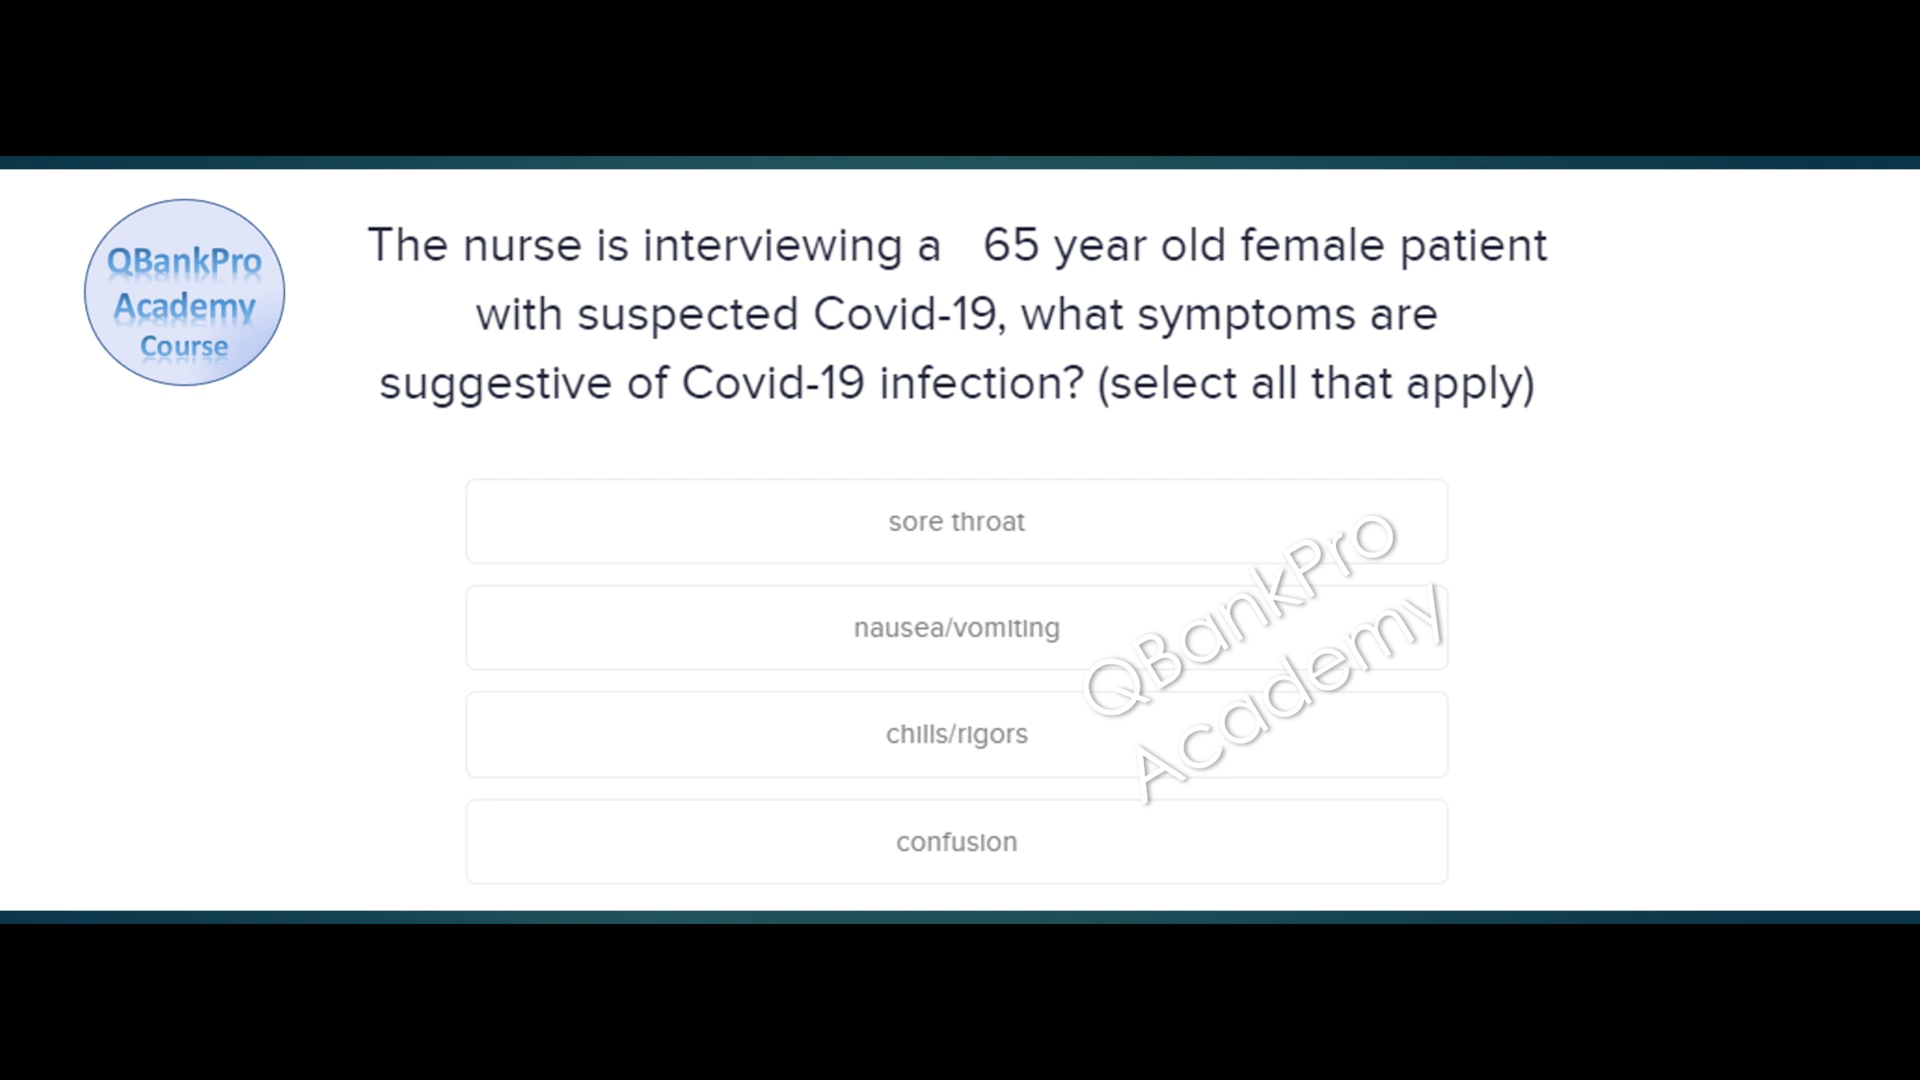 QBankPro
Academy
Course
The nurse is interviewing a 65 year old female patient
with suspected Covid-19, what symptoms are
suggestive of Covid-19 infection? (select all that apply)
sore throat
nausea/vomiting
chills/rigors
confusion
QBankPro
Academy